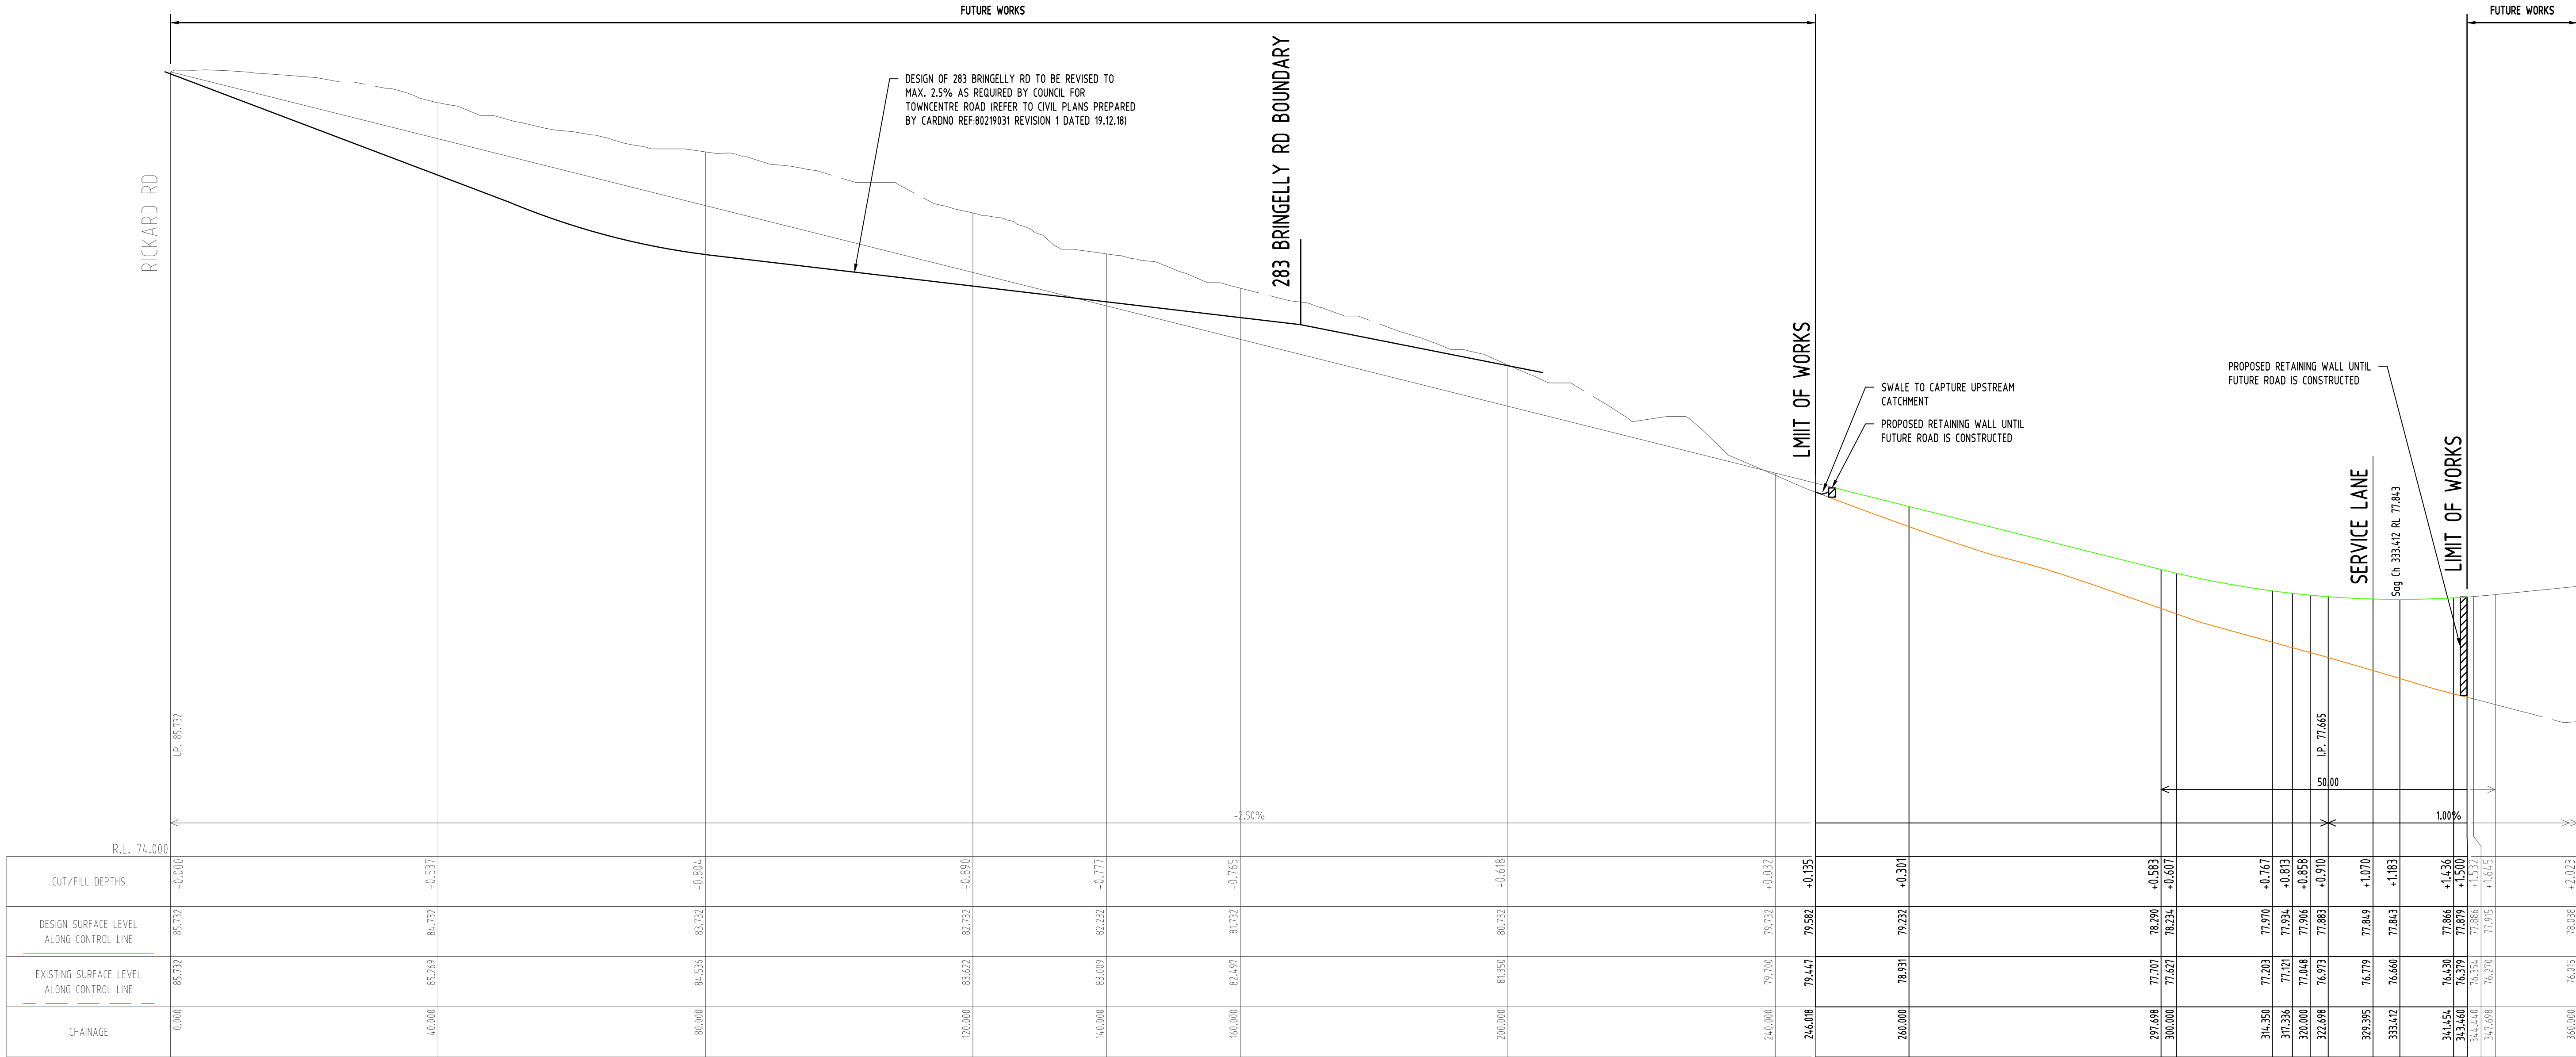 FUTURE WORKS
FUTURE WORKS
DESIGN OF 283 BRINGELLY RD TO BE REVISED TO
MAX. 2.5% AS REQUIRED BY COUNCIL FOR
TOWNCENTRE ROAD (REFER TO CIVIL PLANS PREPARED
BY CARDNO REF:80219031 REVISION 1 DATED 19.12.18)
RICKARD RD
283 BRINGELLY RD BOUNDARY
LMIIT OF WORKS
SWALE TO CAPTURE UPSTREAM
CATCHMENT
PROPOSED RETAINING WALL UNTIL
FUTURE ROAD IS CONSTRUCTED
PROPOSED RETAINING WALL UNTIL
FUTURE ROAD IS CONSTRUCTED
SERVICE LANE
Sag Ch 333.412 RL 77.843
LIMIT OF WORKS
I.P. 85.732
I.P. 77.665
50.00
-2.50%
1.00%
R.L. 74.000
CUT/FILL DEPTHS
+0.000 -0.537 -0.804 -0.890 -0.777 -0.765 -0.618 +0.032 +0.135 +0.301 +0.583 +0.607 +0.767 +0.813 +0.858 +0.910 +1.070 +1.183 +1.436 +1.500 +1.532 +1.645 +2.023
DESIGN SURFACE LEVEL
ALONG CONTROL LINE
85.732 84.732 83.732 82.732 82.232 81.732 80.732 79.732 79.582 79.232 78.290 78.234 77.970 77.934 77.906 77.883 77.849 77.843 77.866 77.879 77.886 77.915 78.038
EXISTING SURFACE LEVEL
ALONG CONTROL LINE
85.732 85.269 84.536 83.622 83.009 82.497 81.350 79.700 79.447 78.931 77.707 77.627 77.203 77.121 77.048 76.973 76.779 76.660 76.430 76.379 76.354 76.270 76.015
CHAINAGE
0.000 40.000 80.000 120.000 140.000 160.000 200.000 240.000 246.018 260.000 297.698 300.000 314.350 317.336 320.000 322.698 329.395 333.412 341.454 343.460 344.440 347.698 360.000